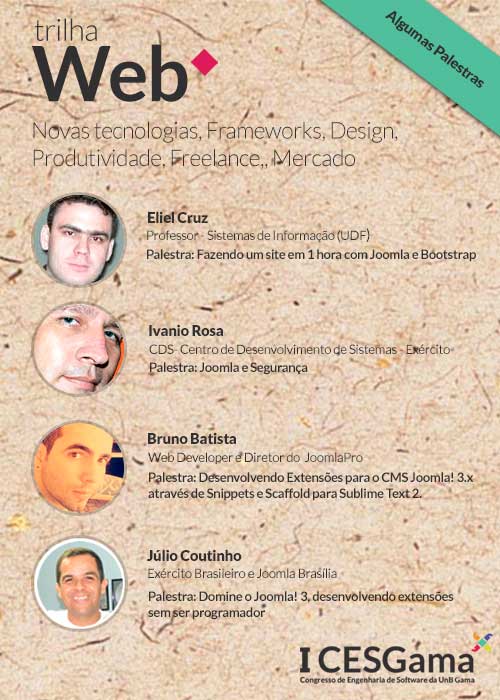 trilha
Web
Algumas Palestras
Novas tecnologias, Frameworks, Design,
Produtividade, Freelance,, Mercado
Eliel Cruz
Professor - Sistemas de Informação (UDF)
Palestra: Fazendo um site em 1 hora com Joomla e Bootstrap
Ivanio Rosa
CDS- Centro de Desenvolvimento de Sistemas - Exército
Palestra: Joomla e Segurança
Bruno Batista
Web Developer e Diretor do JoomlaPro
Palestra: Desenvolvendo Extensões para o CMS Joomla! 3.x
através de Snippets e Scaffold para Sublime Text 2.
Júlio Coutinho
Exército Brasileiro e Joomla Brasília
Palestra: Domine o Joomla! 3, desenvolvendo extensões
sem ser programador
I CESGama
Congresso de Engenharia de Software da UnB Gama